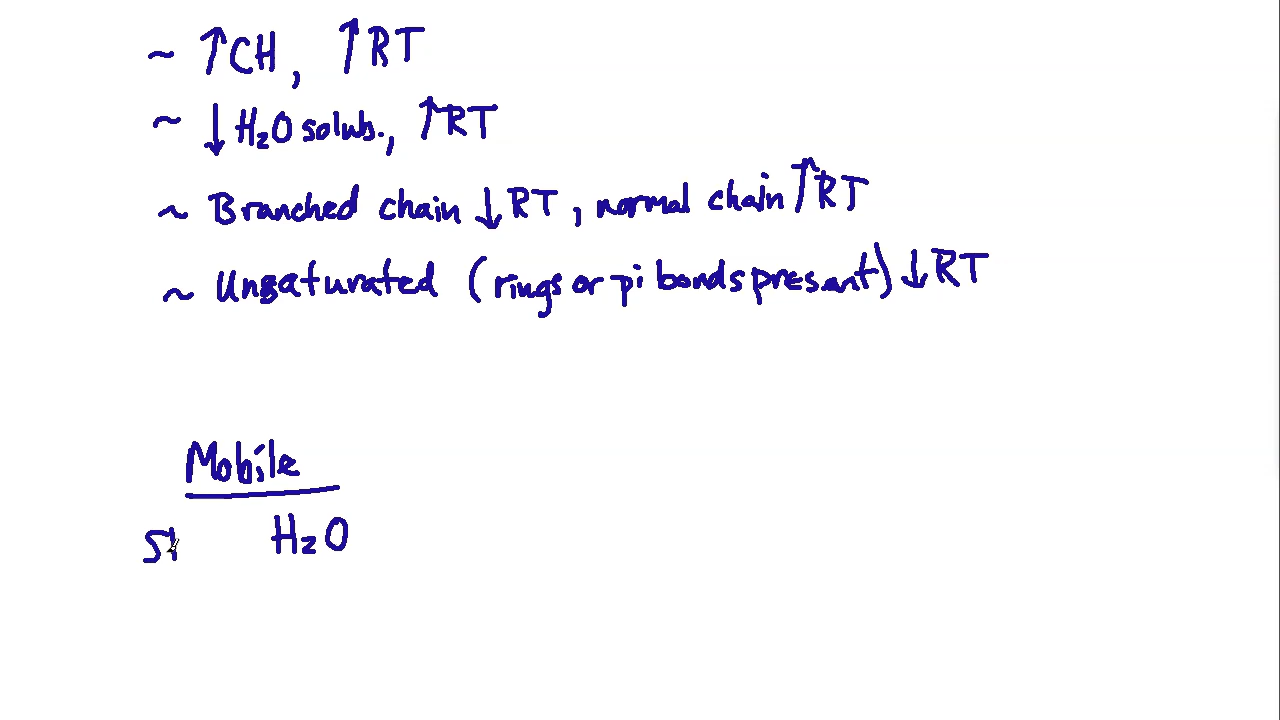 ~ ↑CH, ↑RT
~ ↓H₂O solub., ↑RT
~ Branched chain ↓RT, normal chain ↑RT
~ Unsaturated (rings or pi bonds present) ↓RT
Mobile
St H₂O